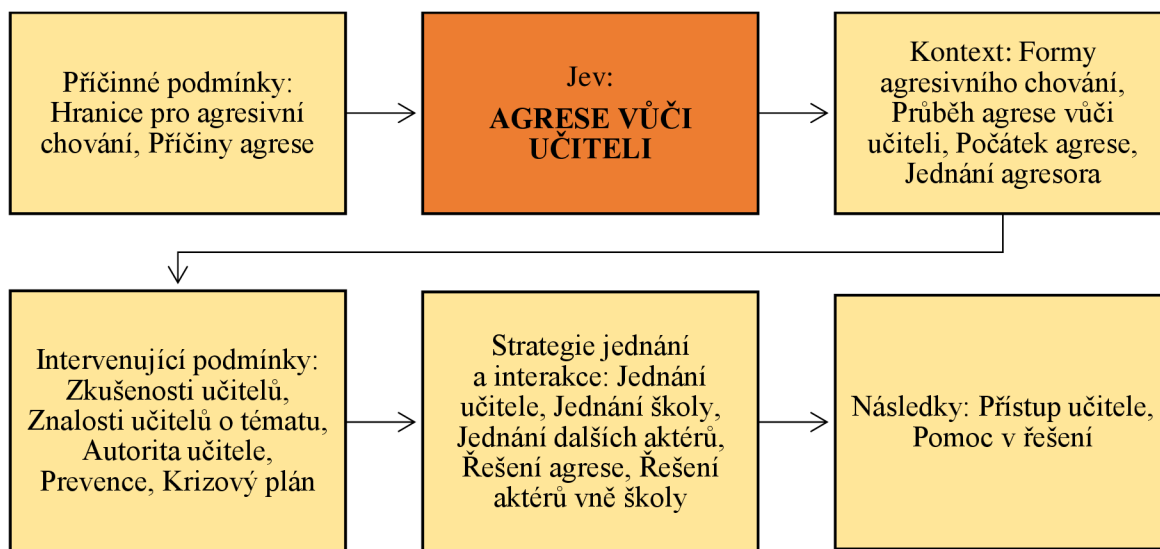 Příčinné podmínky:
Hranice pro agresivní
chování, Příčiny agrese
Jev:
AGRESE VŮČI
UČITELI
Kontext: Formy
agresivního chování,
Průběh agrese vůči
učiteli, Počátek agrese,
Jednání agresora
Intervenující podmínky:
Zkušenosti učitelů,
Znalosti učitelů o tématu,
Autorita učitele,
Prevence, Krizový plán
Strategie jednání
a interakce: Jednání
učitele, Jednání školy,
Jednání dalších aktérů,
Řešení agrese, Řešení
aktérů vně školy
Následky: Přístup učitele,
Pomoc v řešení